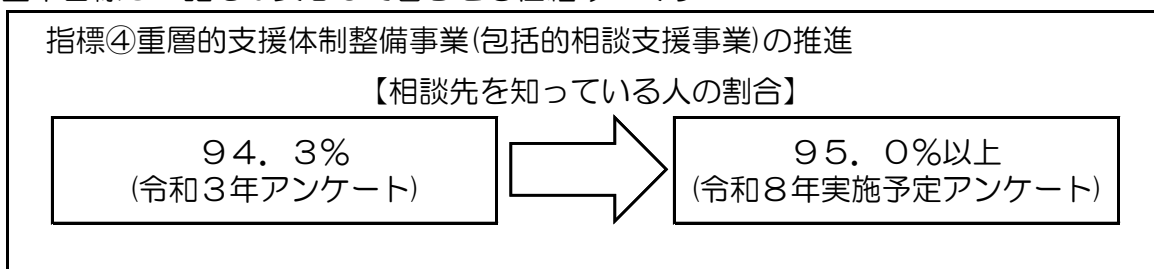 指標④重層的支援体制整備事業(包括的相談支援事業)の推進
【相談先を知っている人の割合】
９４．３％
(令和３年アンケート)
９５．０％以上
(令和８年実施予定アンケート)